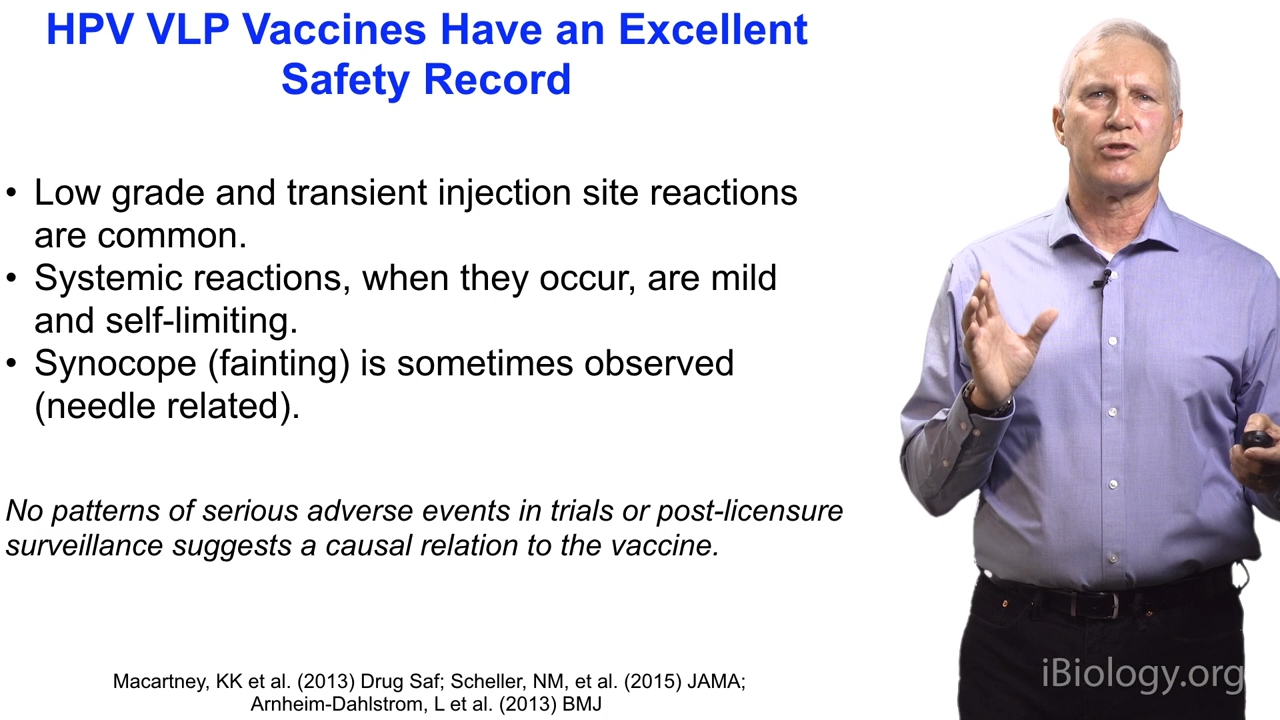 HPV VLP Vaccines Have an Excellent
Safety Record
• Low grade and transient injection site reactions
are common.
• Systemic reactions, when they occur, are mild
and self-limiting.
• Synocope (fainting) is sometimes observed
(needle related).
No patterns of serious adverse events in trials or post-licensure
surveillance suggests a causal relation to the vaccine.
Macartney, KK et al. (2013) Drug Saf; Scheller, NM, et al. (2015) JAMA;
Arnheim-Dahlstrom, L et al. (2013) BMJ
iBiology.org